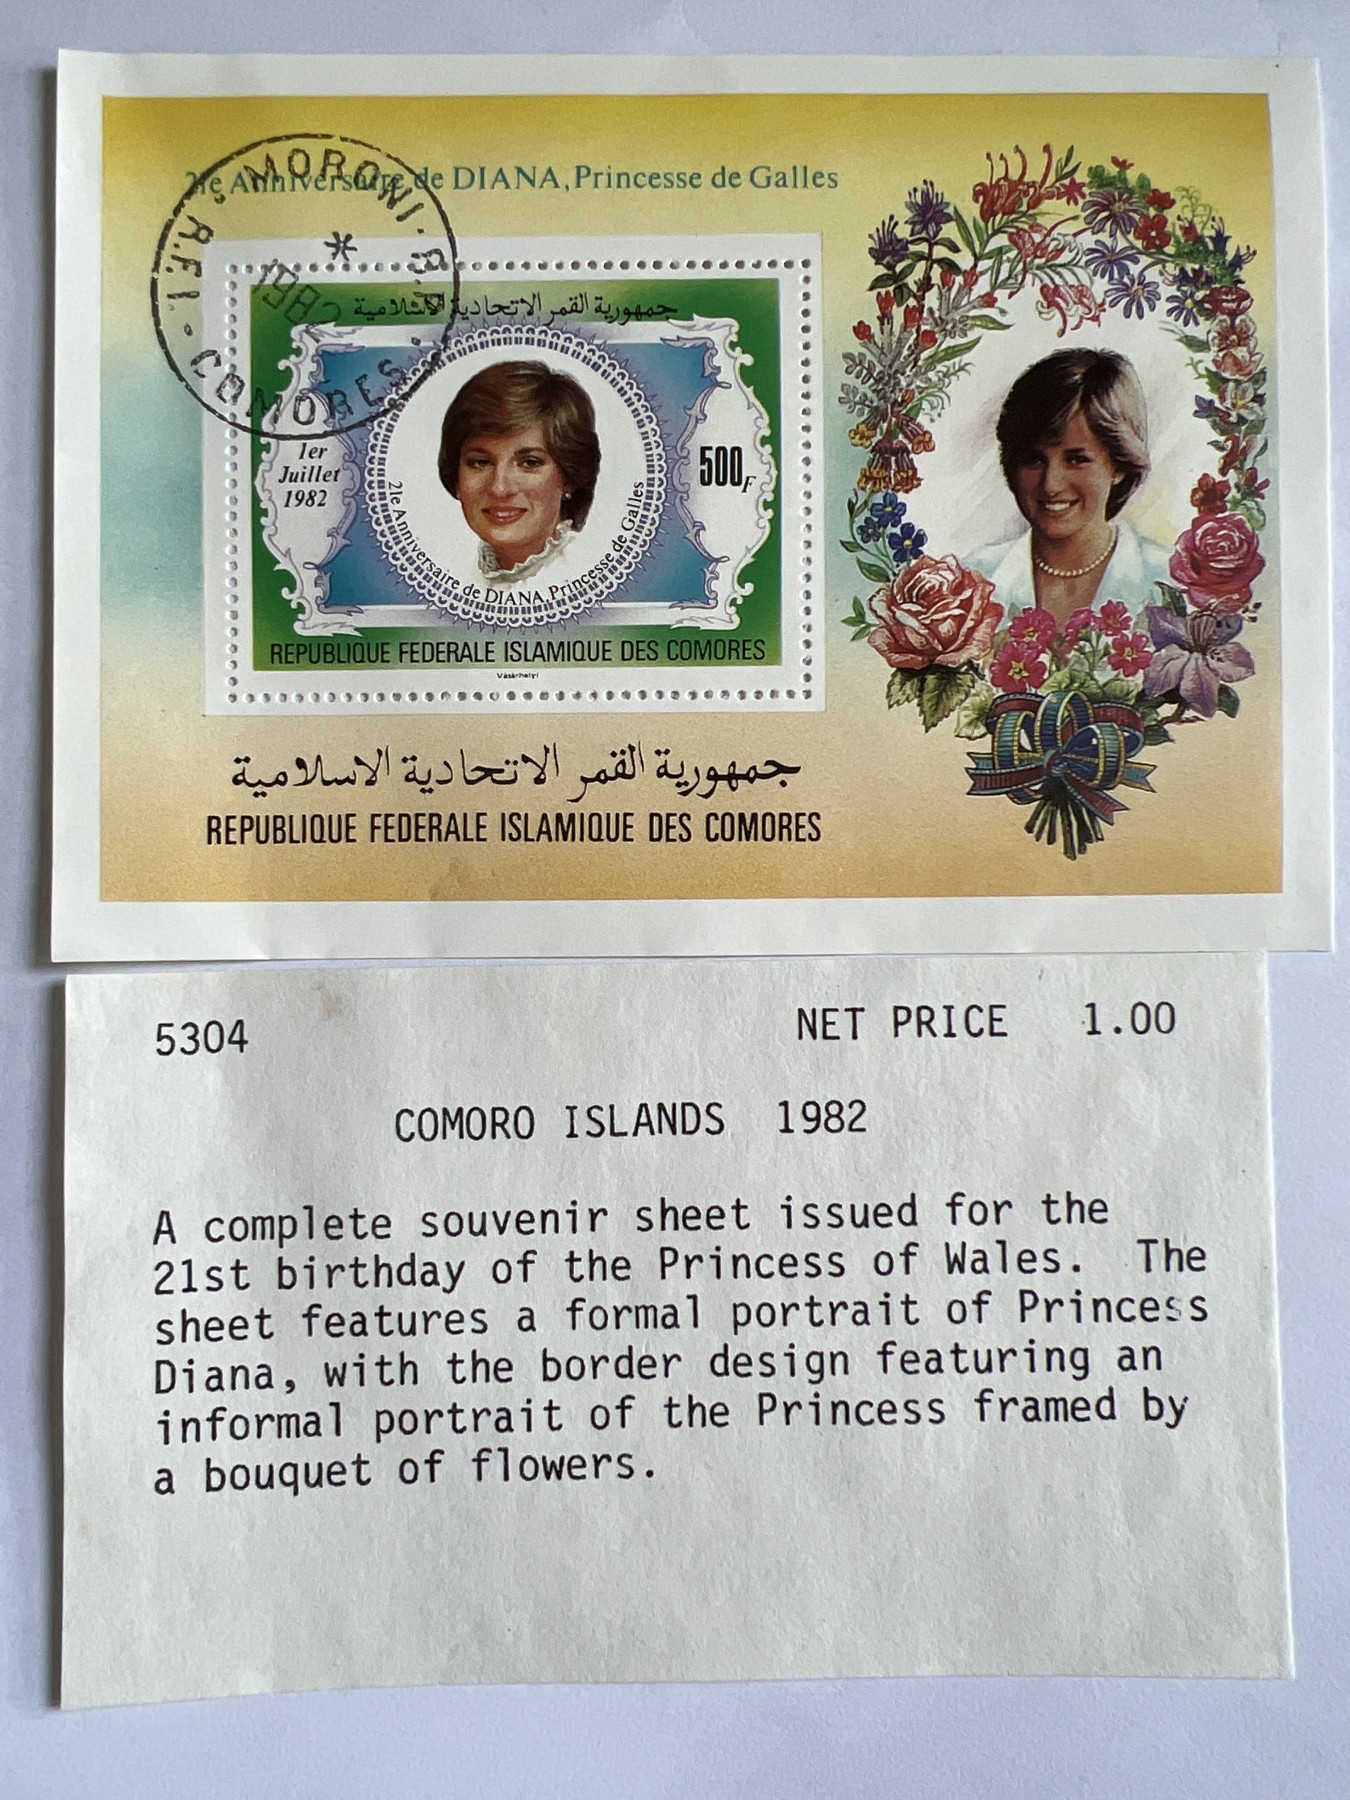 21e Anniversaire de DIANA, Princesse de Galles
MORONI · R.F.I - COMORES
*
1982
جمهورية القمر الاتحادية الاسلامية
1er
Juillet
1982
500F
21e Anniversaire de DIANA, Princesse de Galles
REPUBLIQUE FEDERALE ISLAMIQUE DES COMORES
Vásárhelyi
جمهورية القمر الاتحادية الاسلامية
REPUBLIQUE FEDERALE ISLAMIQUE DES COMORES
5304 NET PRICE 1.00
COMORO ISLANDS 1982
A complete souvenir sheet issued for the
21st birthday of the Princess of Wales. The
sheet features a formal portrait of Princess
Diana, with the border design featuring an
informal portrait of the Princess framed by
a bouquet of flowers.